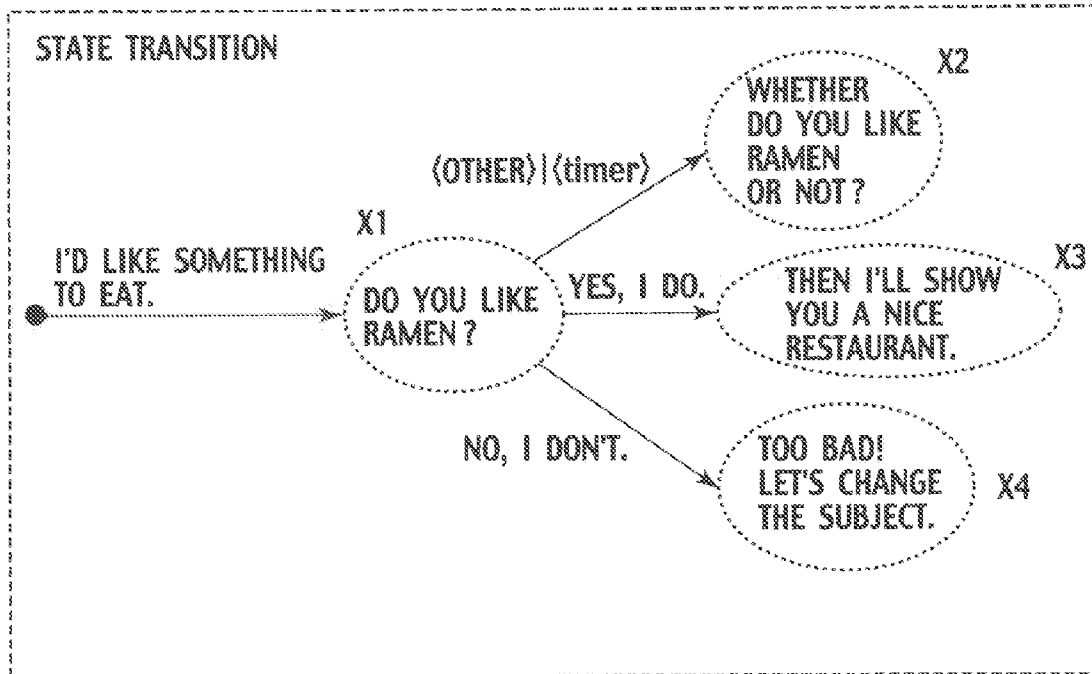 STATE TRANSITION
X2
WHETHER
DO YOU LIKE
RAMEN
OR NOT?
⟨OTHER⟩|⟨timer⟩
X1
I'D LIKE SOMETHING
TO EAT.
DO YOU LIKE
RAMEN?
YES, I DO.
X3
THEN I'LL SHOW
YOU A NICE
RESTAURANT.
NO, I DON'T.
TOO BAD!
LET'S CHANGE
THE SUBJECT.
X4